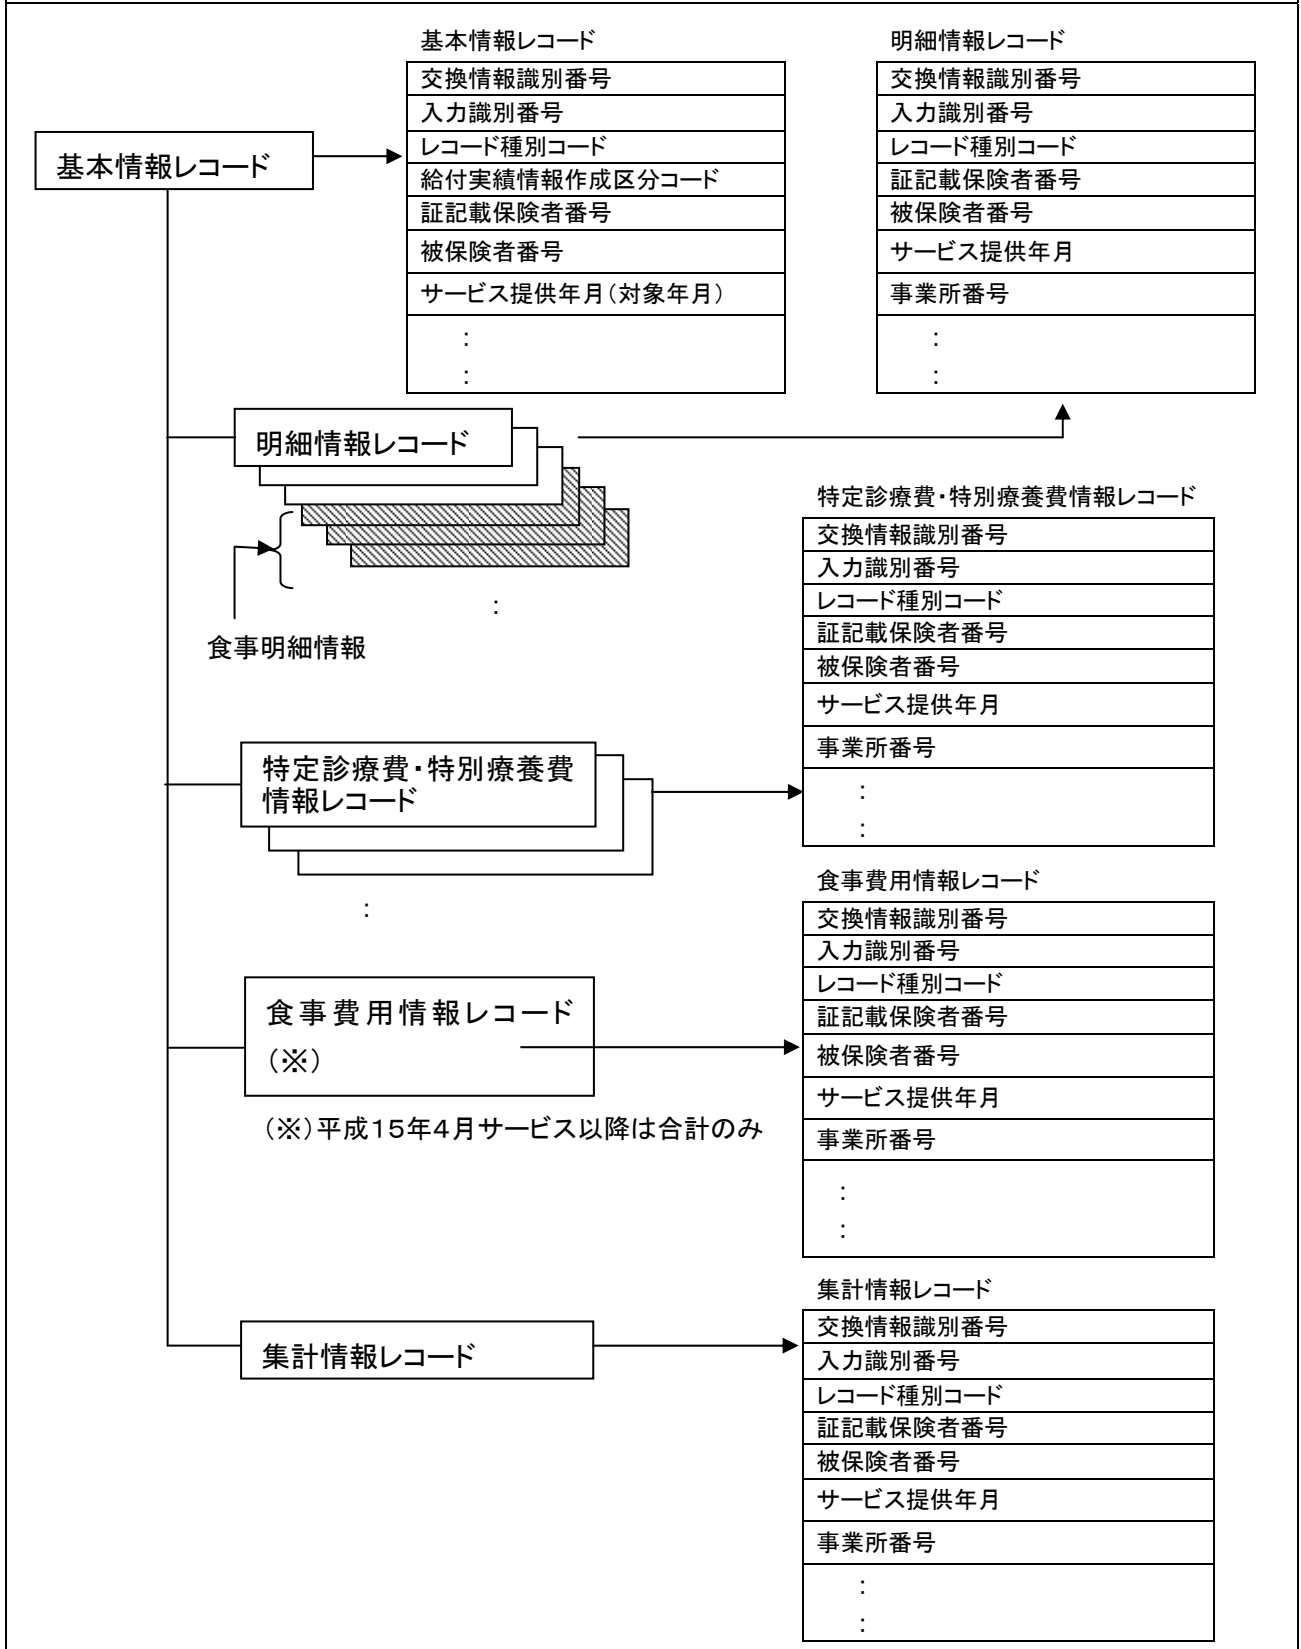 基本情報レコード
基本情報レコード
交換情報識別番号
入力識別番号
レコード種別コード
給付実績情報作成区分コード
証記載保険者番号
被保険者番号
サービス提供年月(対象年月)
:
:
明細情報レコード
交換情報識別番号
入力識別番号
レコード種別コード
証記載保険者番号
被保険者番号
サービス提供年月
事業所番号
:
:
明細情報レコード
:
食事明細情報
特定診療費・特別療養費情報レコード
交換情報識別番号
入力識別番号
レコード種別コード
証記載保険者番号
被保険者番号
サービス提供年月
事業所番号
:
:
特定診療費・特別療養費
情報レコード
:
食事費用情報レコード
交換情報識別番号
入力識別番号
レコード種別コード
証記載保険者番号
被保険者番号
サービス提供年月
事業所番号
:
:
食事費用情報レコード
(※)
(※)平成15年4月サービス以降は合計のみ
集計情報レコード
交換情報識別番号
入力識別番号
レコード種別コード
証記載保険者番号
被保険者番号
サービス提供年月
事業所番号
:
:
集計情報レコード